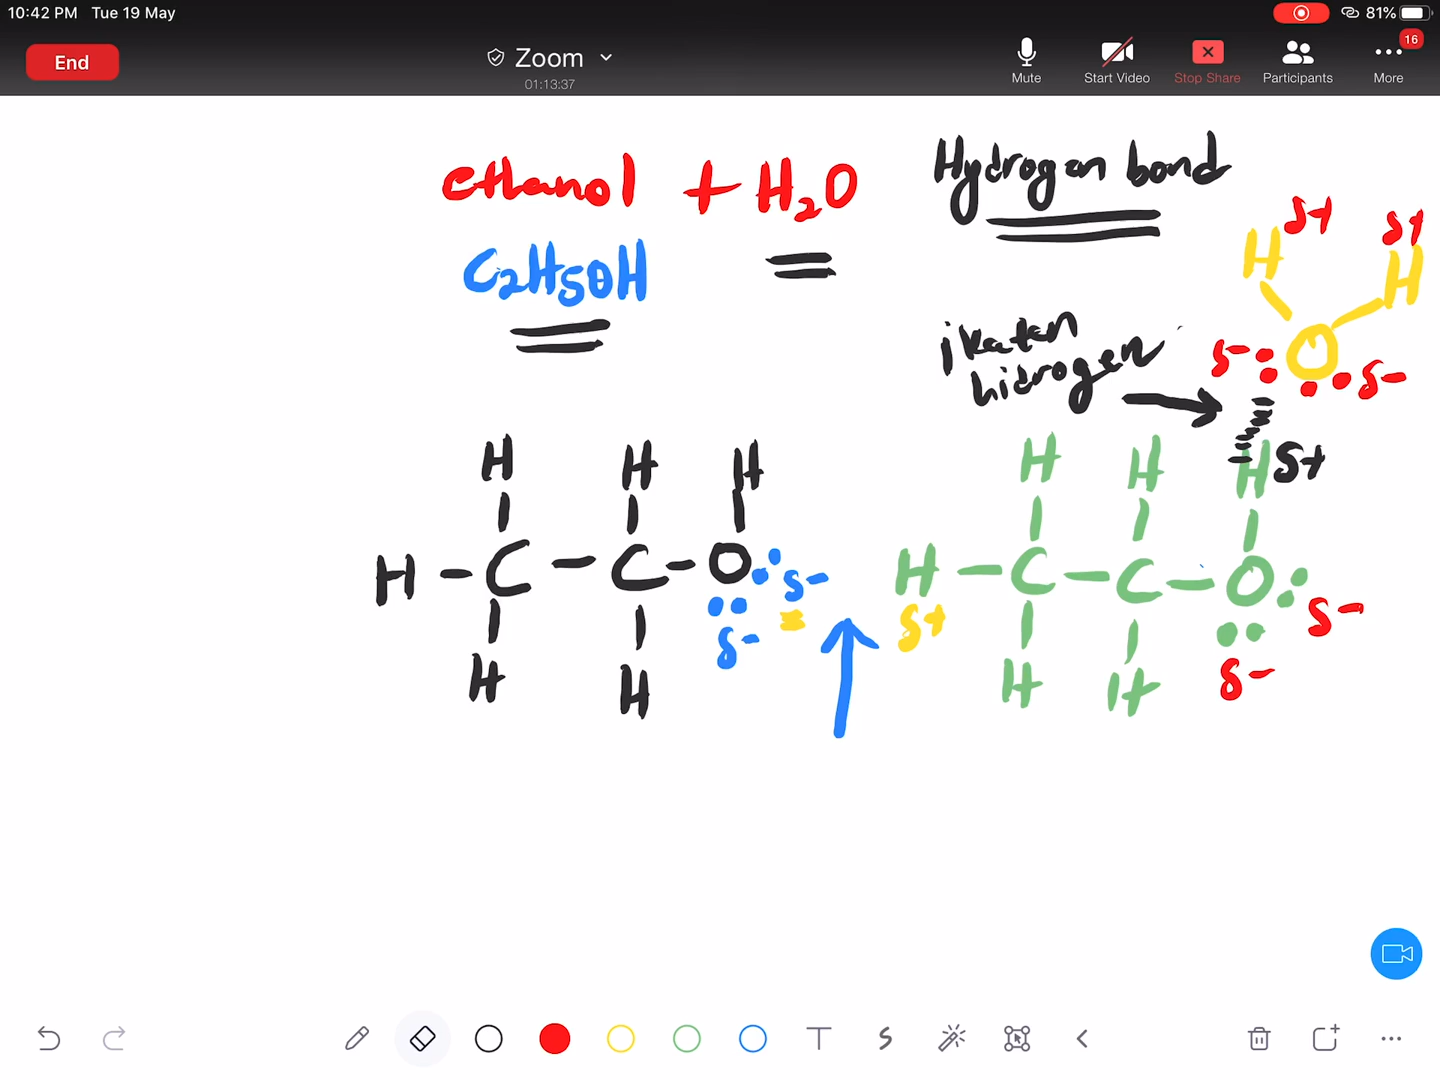 10:42 PM Tue 19 May
81%
End
Zoom
01:13:37
Mute
Start Video
Stop Share
Participants
16
More
ethanol + H₂O
C₂H5OH
Hydrogen bond
ikatan
hidrogen
δ+ δ+
H H
O
δ- δ-
H H H
H - C - C - O
δ-
δ-
H H
H H H δ+
H - C - C - O
δ+
δ-
δ-
H H
T